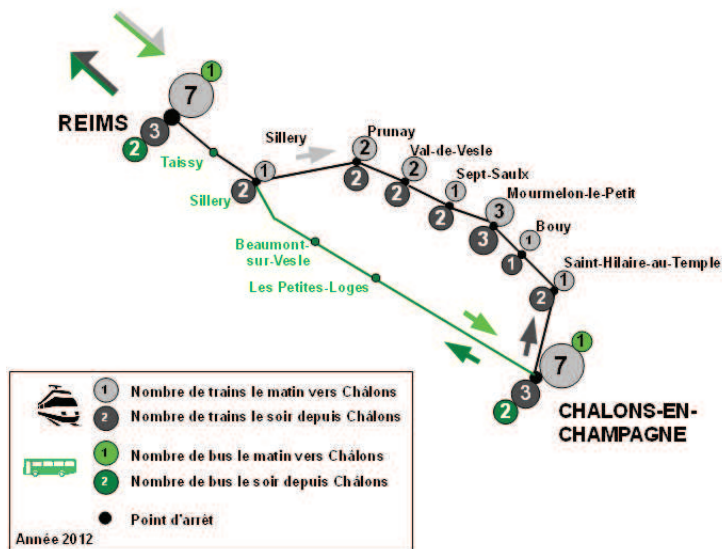 1
7
REIMS
3
2
Taissy
Sillery
1
2
Sillery
Prunay
2
2
Val-de-Vesle
2
2
Sept-Saulx
1
2
Mourmelon-le-Petit
3
3
Bouy
1
1
Saint-Hilaire-au-Temple
1
2
Beaumont-
sur-Vesle
Les Petites-Loges
1
7
3
2
CHALONS-EN-
CHAMPAGNE
1 Nombre de trains le matin vers Châlons
2 Nombre de trains le soir depuis Châlons
1 Nombre de bus le matin vers Châlons
2 Nombre de bus le soir depuis Châlons
Point d'arrêt
Année 2012